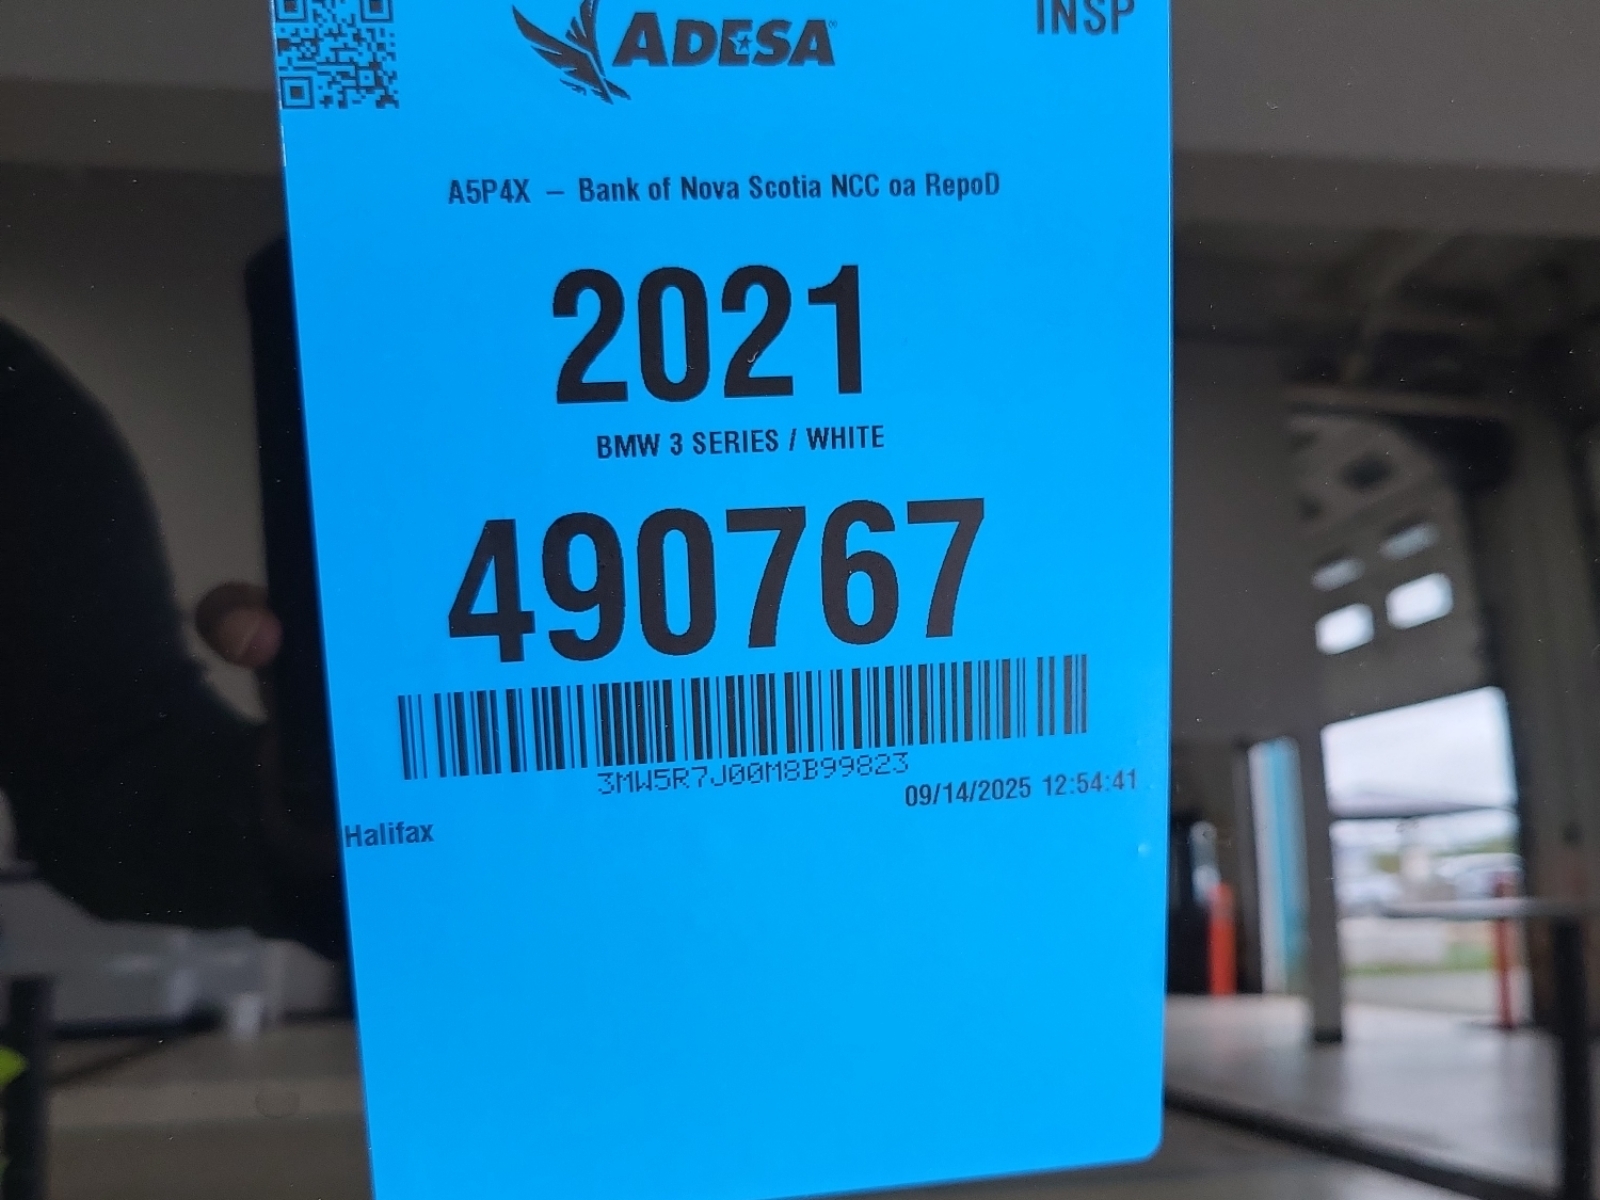 ADESA
INSP
A5P4X – Bank of Nova Scotia NCC oa RepoD
2021
BMW 3 SERIES / WHITE
490767
3MW5R7J00M8B99823
09/14/2025 12:54:41
Halifax